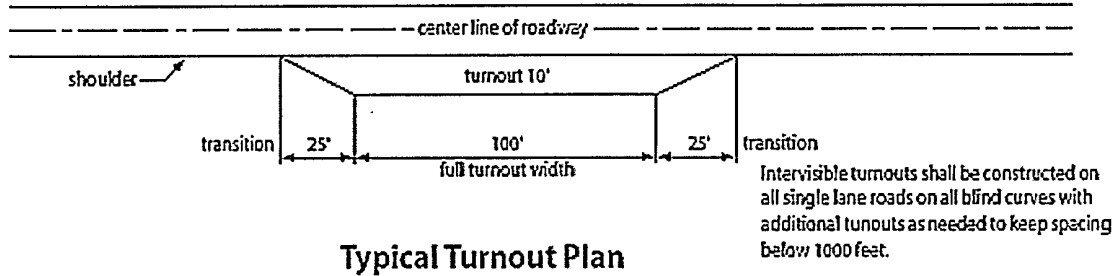 center line of roadway
shoulder
turnout 10'
transition 25' 100' 25' transition
full turnout width
Intervisible turnouts shall be constructed on
all single lane roads on all blind curves with
additional tunouts as needed to keep spacing
below 1000 feet.
Typical Turnout Plan